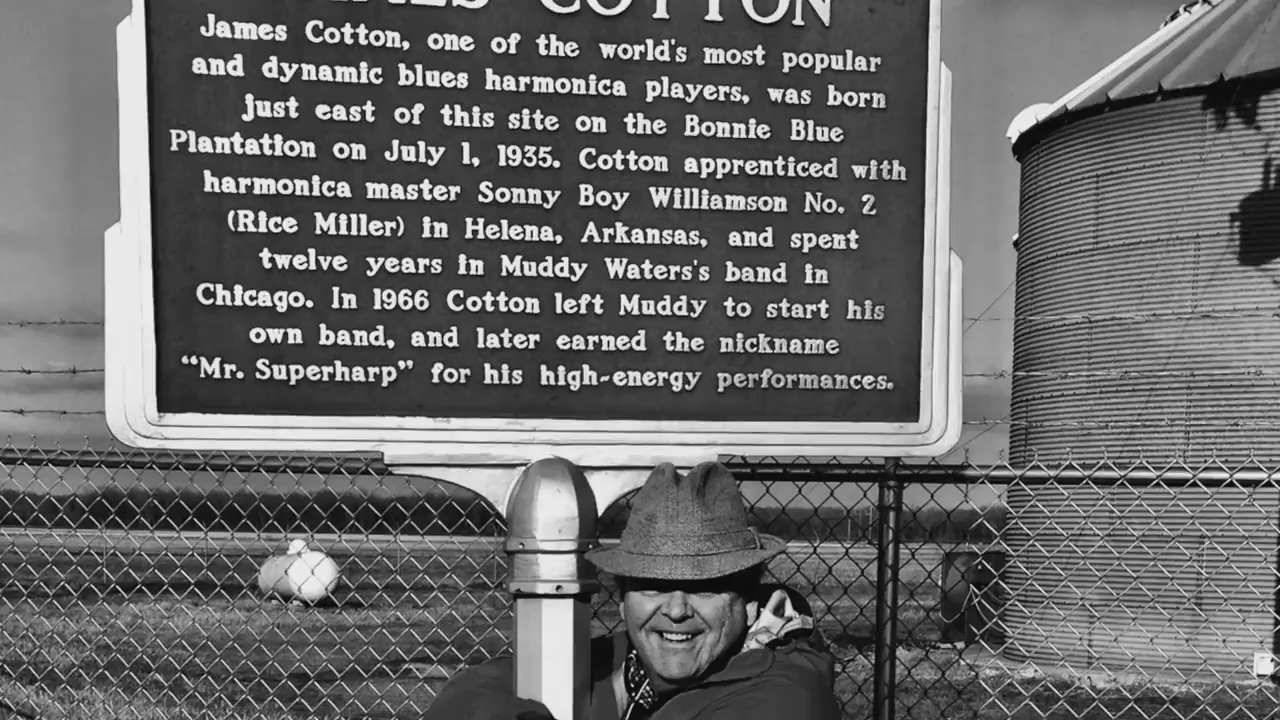 JAMES COTTON
James Cotton, one of the world's most popular
and dynamic blues harmonica players, was born
just east of this site on the Bonnie Blue
Plantation on July 1, 1935. Cotton apprenticed with
harmonica master Sonny Boy Williamson No. 2
(Rice Miller) in Helena, Arkansas, and spent
twelve years in Muddy Waters's band in
Chicago. In 1966 Cotton left Muddy to start his
own band, and later earned the nickname
“Mr. Superharp” for his high-energy performances.